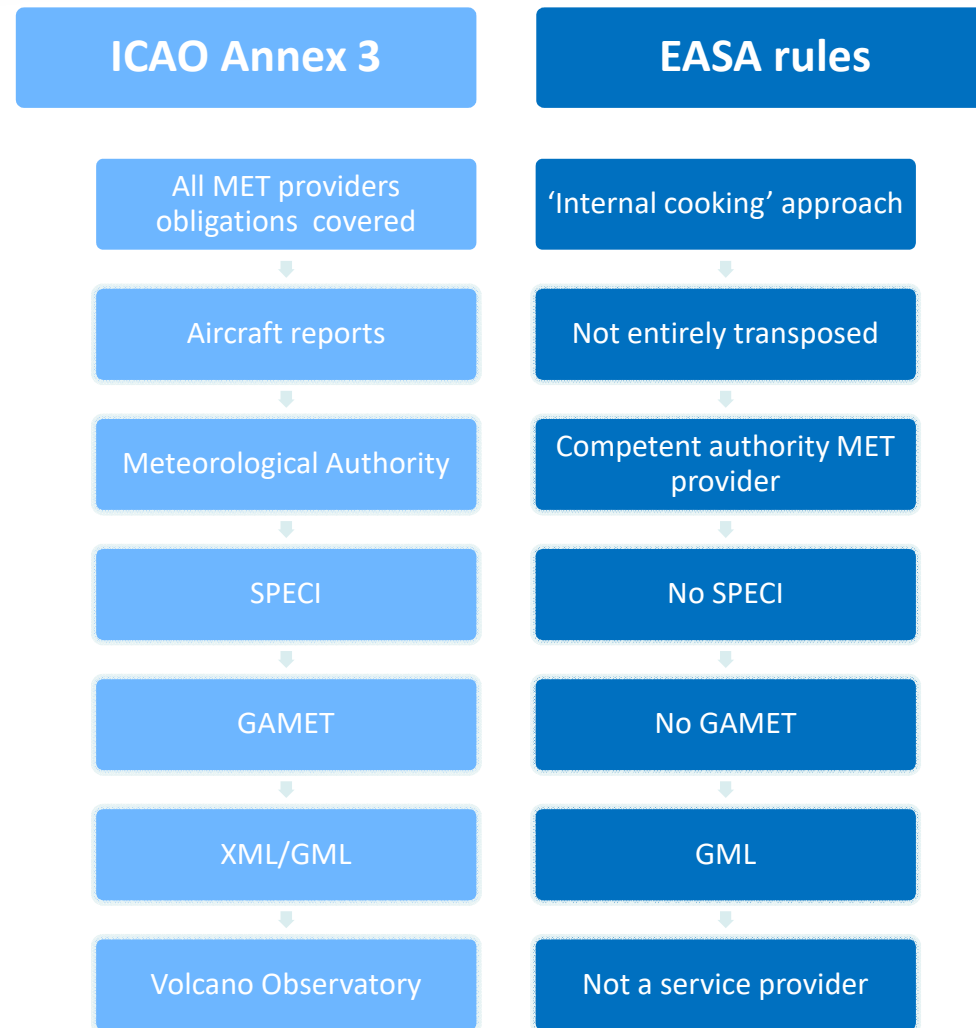 ICAO Annex 3
EASA rules
All MET providers
obligations covered
‘Internal cooking’ approach
Aircraft reports
Not entirely transposed
Meteorological Authority
Competent authority MET
provider
SPECI
No SPECI
GAMET
No GAMET
XML/GML
GML
Volcano Observatory
Not a service provider